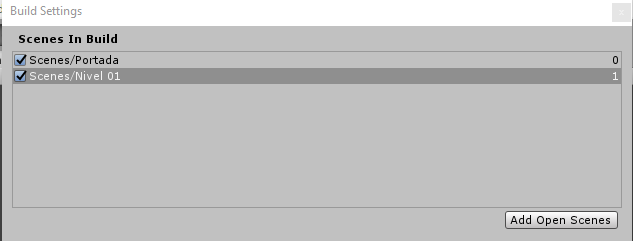 Build Settings
x
Scenes In Build
Scenes/Portada 0
Scenes/Nivel 01 1
Add Open Scenes